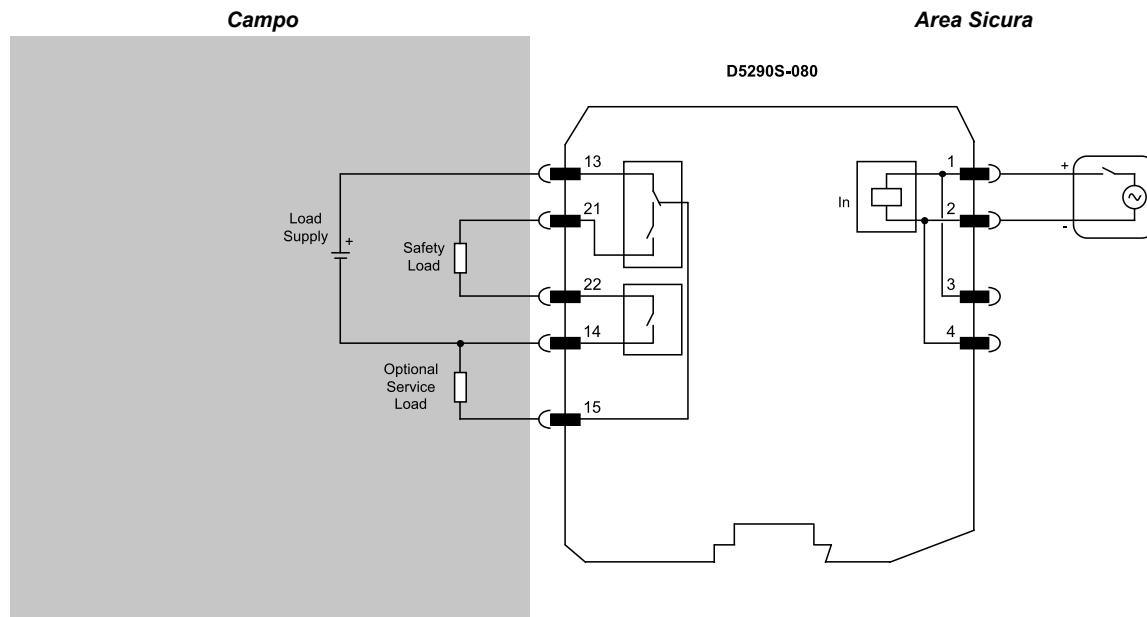 Campo
Area Sicura
D5290S-080
13
21
22
14
15
Load
Supply
+
Safety
Load
Optional
Service
Load
In
1
2
3
4
+
-